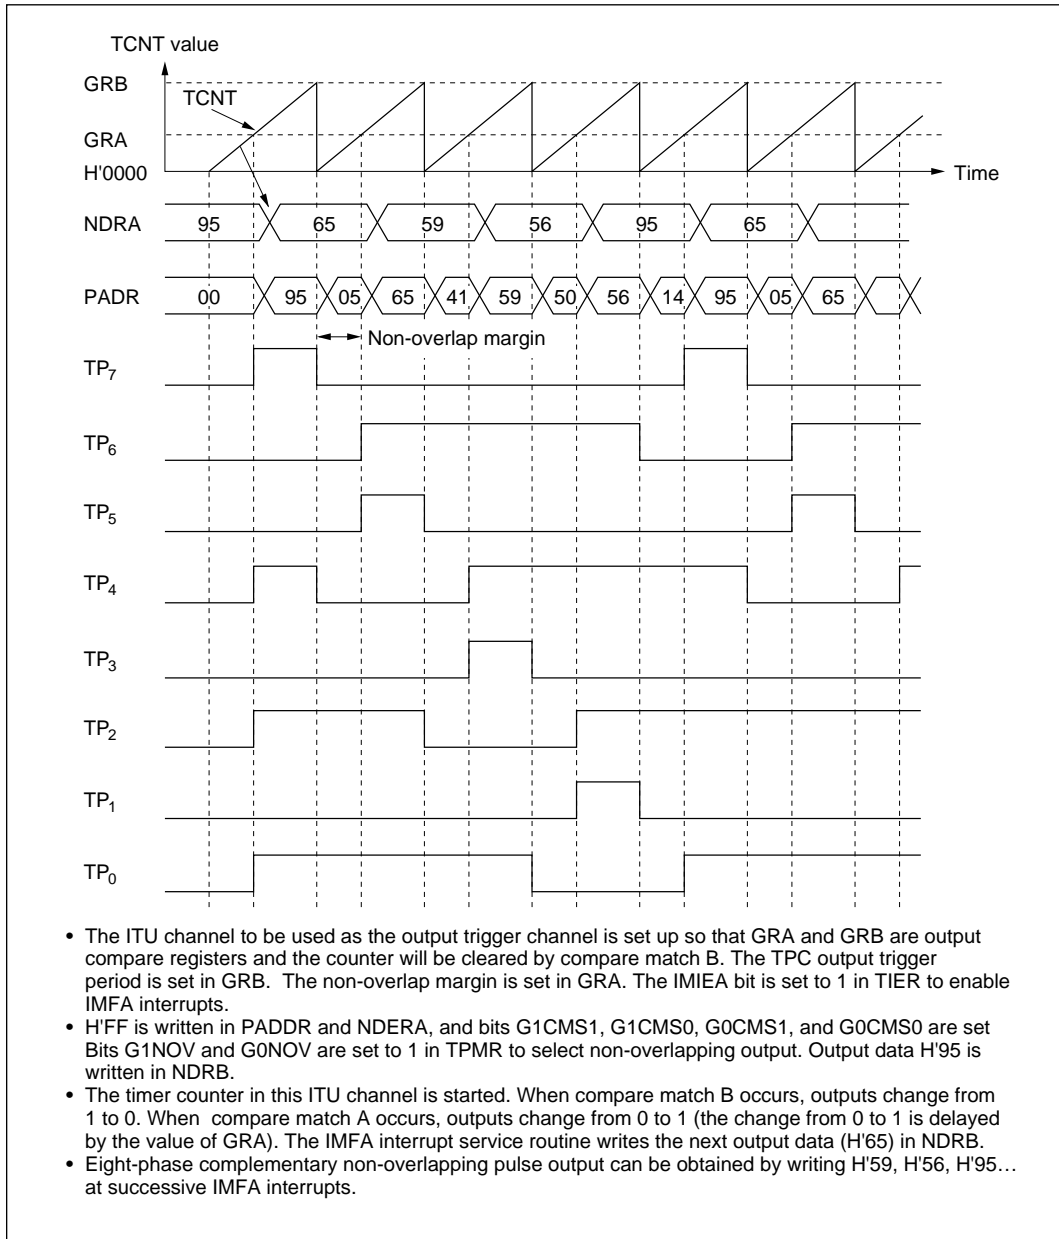 TCNT value
GRB
TCNT
GRA
H'0000
Time
NDRA 95 65 59 56 95 65
PADR 00 95 05 65 41 59 50 56 14 95 05 65
Non-overlap margin
TP7
TP6
TP5
TP4
TP3
TP2
TP1
TP0
• The ITU channel to be used as the output trigger channel is set up so that GRA and GRB are output
compare registers and the counter will be cleared by compare match B. The TPC output trigger
period is set in GRB. The non-overlap margin is set in GRA. The IMIEA bit is set to 1 in TIER to enable
IMFA interrupts.
• H'FF is written in PADDR and NDERA, and bits G1CMS1, G1CMS0, G0CMS1, and G0CMS0 are set
Bits G1NOV and G0NOV are set to 1 in TPMR to select non-overlapping output. Output data H'95 is
written in NDRB.
• The timer counter in this ITU channel is started. When compare match B occurs, outputs change from
1 to 0. When compare match A occurs, outputs change from 0 to 1 (the change from 0 to 1 is delayed
by the value of GRA). The IMFA interrupt service routine writes the next output data (H'65) in NDRB.
• Eight-phase complementary non-overlapping pulse output can be obtained by writing H'59, H'56, H'95…
at successive IMFA interrupts.